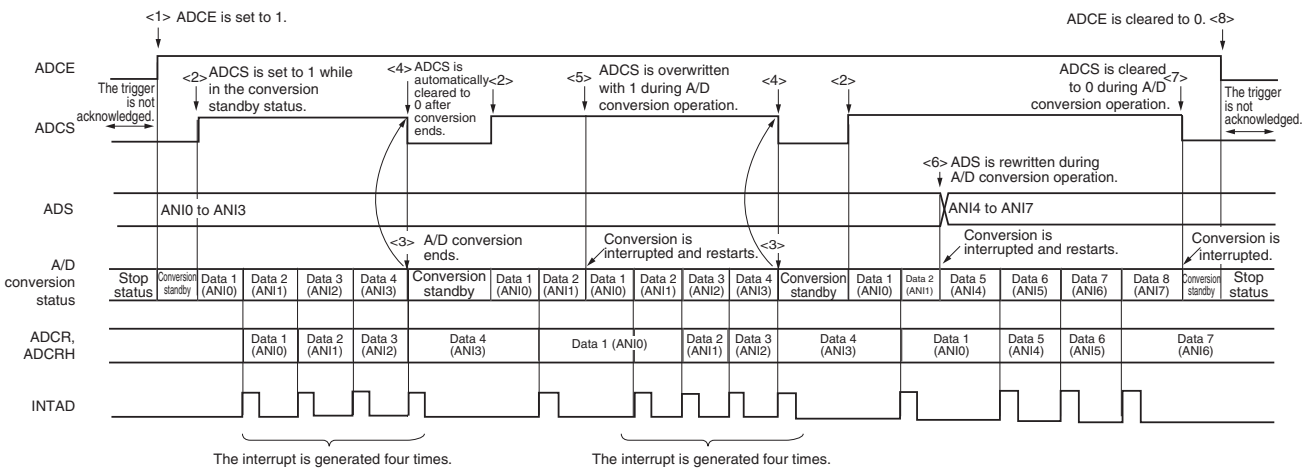 <1> ADCE is set to 1.
ADCE is cleared to 0. <8>
ADCE
The trigger
is not
acknowledged.
<2> ADCS is set to 1 while
in the conversion
standby status.
<4> ADCS is
automatically
cleared to
0 after
conversion
ends.
<2>
<5> ADCS is overwritten
with 1 during A/D
conversion operation.
<4>
<2>
ADCS is cleared
to 0 during A/D
conversion operation.
<7>
The trigger
is not
acknowledged.
ADCS
<6> ADS is rewritten during
A/D conversion operation.
ADS
ANI0 to ANI3
ANI4 to ANI7
<3> A/D conversion
ends.
Conversion is
interrupted and restarts.
<3>
Conversion is
interrupted and restarts.
Conversion is
interrupted.
A/D
conversion
status
Stop
status
Conversion
standby
Data 1
(ANI0)
Data 2
(ANI1)
Data 3
(ANI2)
Data 4
(ANI3)
Conversion
standby
Data 1
(ANI0)
Data 2
(ANI1)
Data 1
(ANI0)
Data 2
(ANI1)
Data 3
(ANI2)
Data 4
(ANI3)
Conversion
standby
Data 1
(ANI0)
Data 2
(ANI1)
Data 5
(ANI4)
Data 6
(ANI5)
Data 7
(ANI6)
Data 8
(ANI7)
Conversion
standby
Stop
status
ADCR,
ADCRH
Data 1
(ANI0)
Data 2
(ANI1)
Data 3
(ANI2)
Data 4
(ANI3)
Data 1 (ANI0)
Data 2
(ANI1)
Data 3
(ANI2)
Data 4
(ANI3)
Data 1
(ANI0)
Data 5
(ANI4)
Data 6
(ANI5)
Data 7
(ANI6)
INTAD
The interrupt is generated four times.
The interrupt is generated four times.